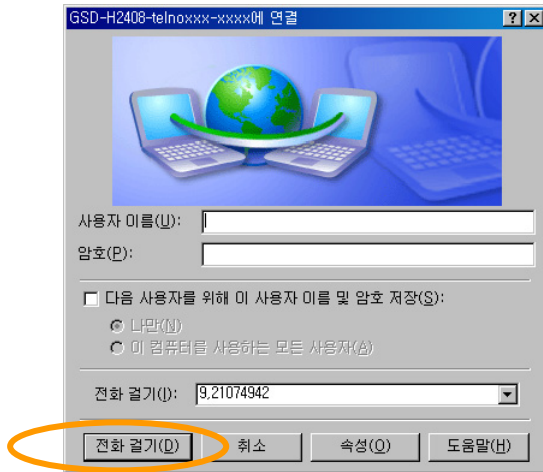 GSD-H2408-telnoxxx-xxxx에 연결
사용자 이름(U):
암호(P):
다음 사용자를 위해 이 사용자 이름 및 암호 저장(S):
나만(N)
이 컴퓨터를 사용하는 모든 사용자(A)
전화 걸기(I): 9,21074942
전화 걸기(D) 취소 속성(O) 도움말(H)